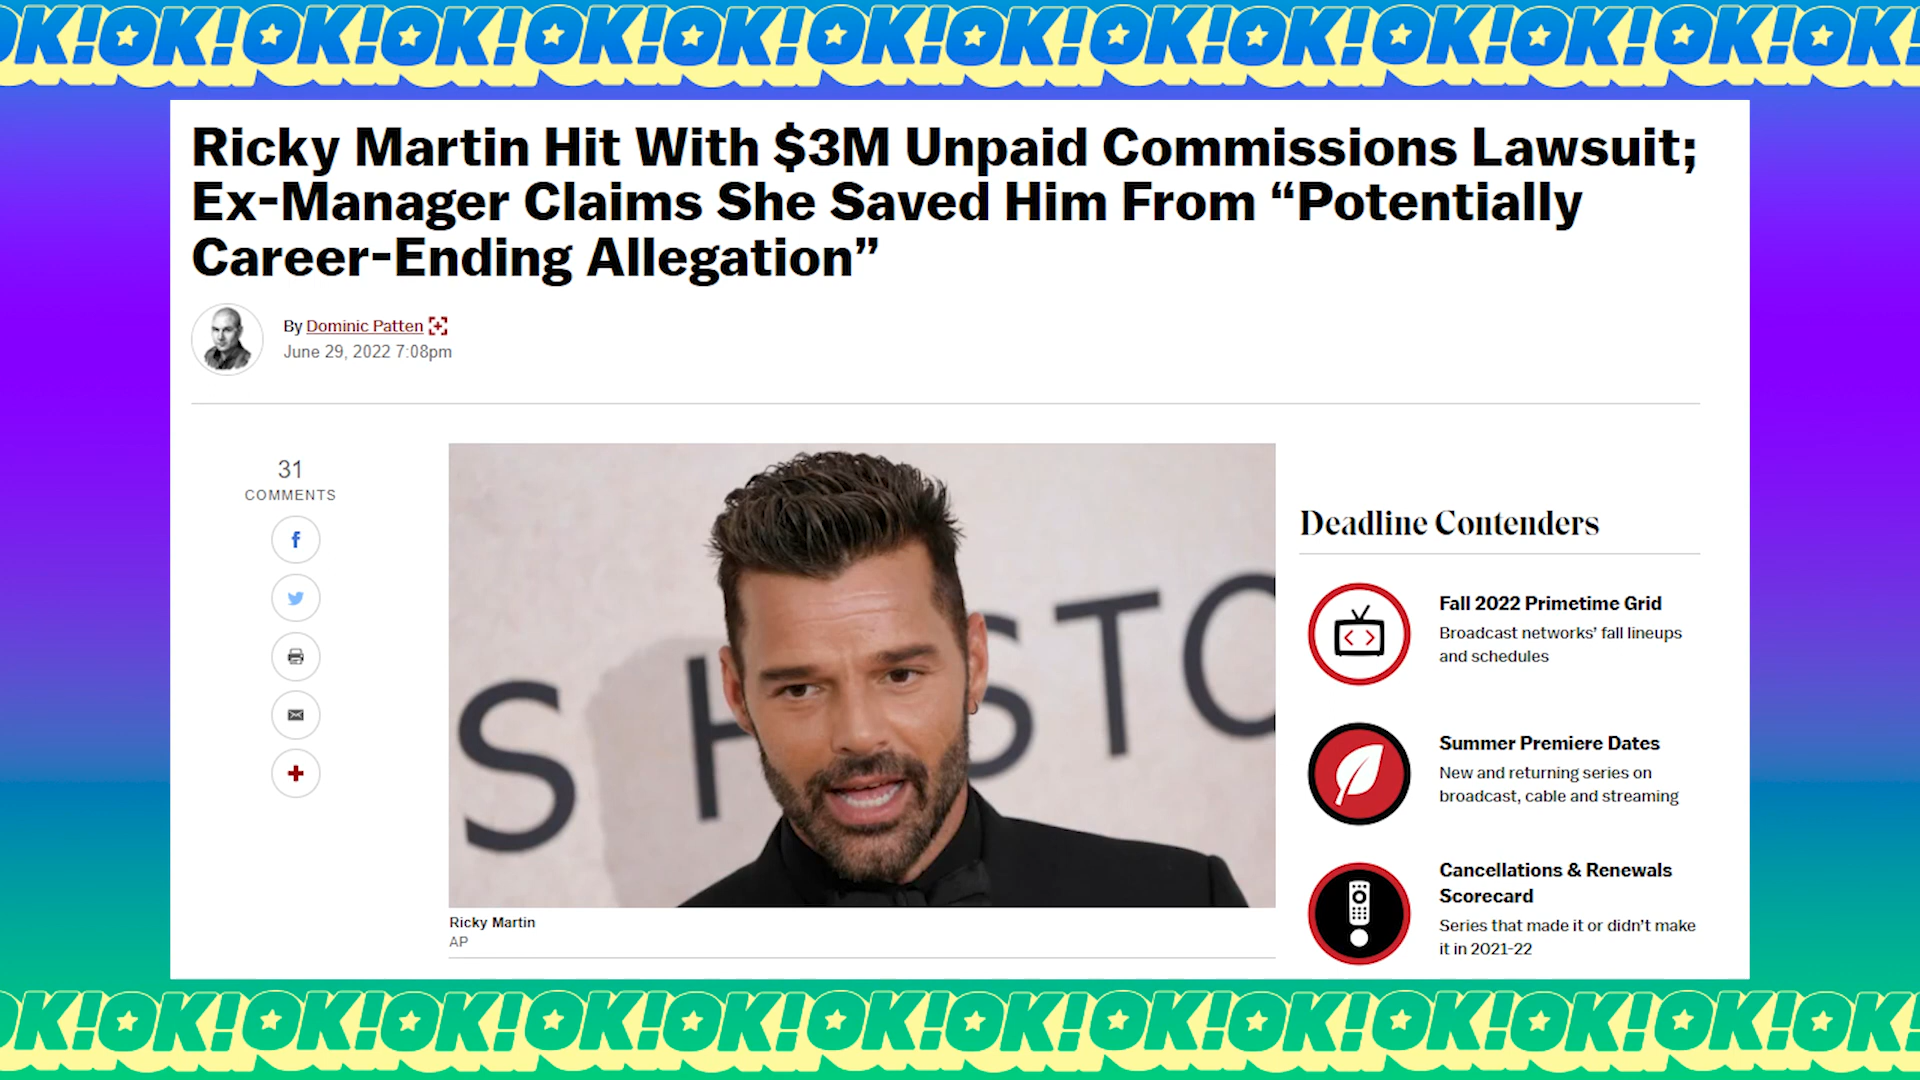 OK!OK!OK!OK!OK!OK!OK!OK!OK!OK!OK!OK!OK!OK!
Ricky Martin Hit With $3M Unpaid Commissions Lawsuit;
Ex-Manager Claims She Saved Him From “Potentially
Career-Ending Allegation”
By Dominic Patten
June 29, 2022 7:08pm
31
COMMENTS
S H STO
Ricky Martin
AP
Deadline Contenders
Fall 2022 Primetime Grid
Broadcast networks’ fall lineups
and schedules
Summer Premiere Dates
New and returning series on
broadcast, cable and streaming
Cancellations & Renewals
Scorecard
Series that made it or didn’t make
it in 2021-22
OK!OK!OK!OK!OK!OK!OK!OK!OK!OK!OK!OK!OK!OK!